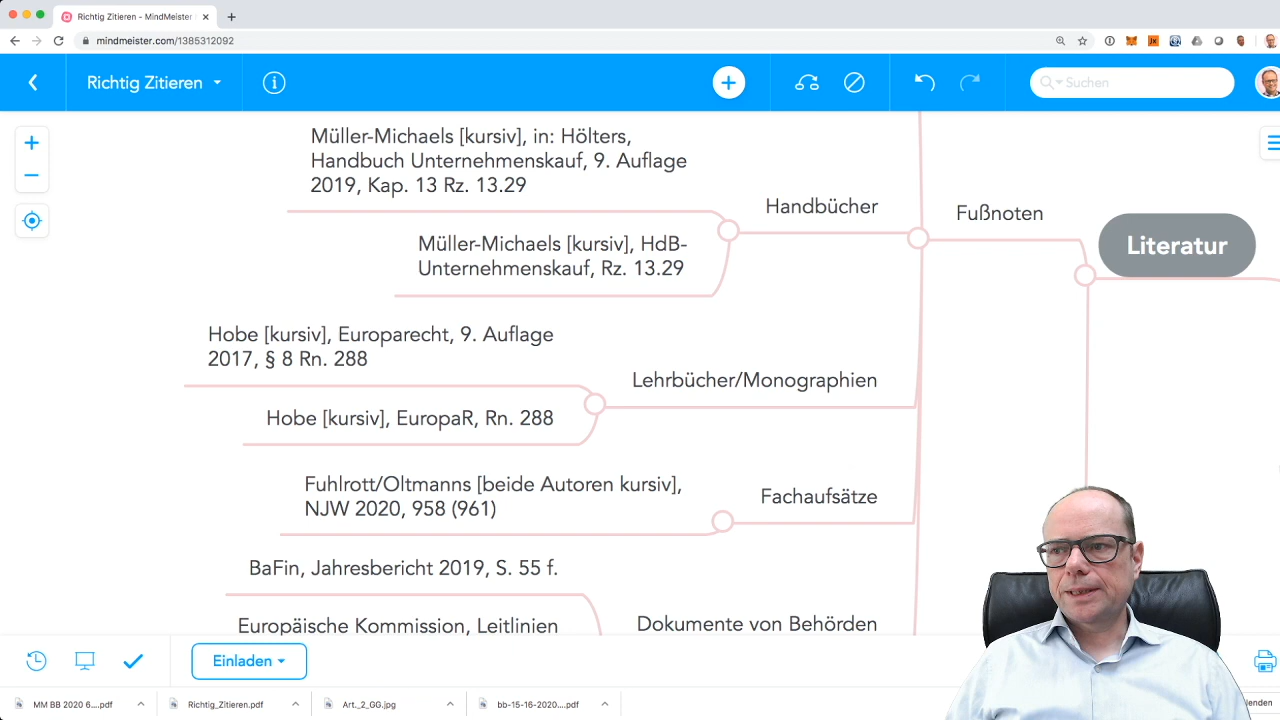 Richtig Zitieren - MindMeister
mindmeister.com/1385312092
Richtig Zitieren
Suchen
Müller-Michaels [kursiv], in: Hölters,
Handbuch Unternehmenskauf, 9. Auflage
2019, Kap. 13 Rz. 13.29
Handbücher
Fußnoten
Literatur
Müller-Michaels [kursiv], HdB-
Unternehmenskauf, Rz. 13.29
Hobe [kursiv], Europarecht, 9. Auflage
2017, § 8 Rn. 288
Lehrbücher/Monographien
Hobe [kursiv], EuropaR, Rn. 288
Fuhlrott/Oltmanns [beide Autoren kursiv],
NJW 2020, 958 (961)
Fachaufsätze
BaFin, Jahresbericht 2019, S. 55 f.
Europäische Kommission, Leitlinien
Dokumente von Behörden
Einladen
MM BB 2020 6....pdf
Richtig_Zitieren.pdf
Art._2_GG.jpg
bb-15-16-2020....pdf